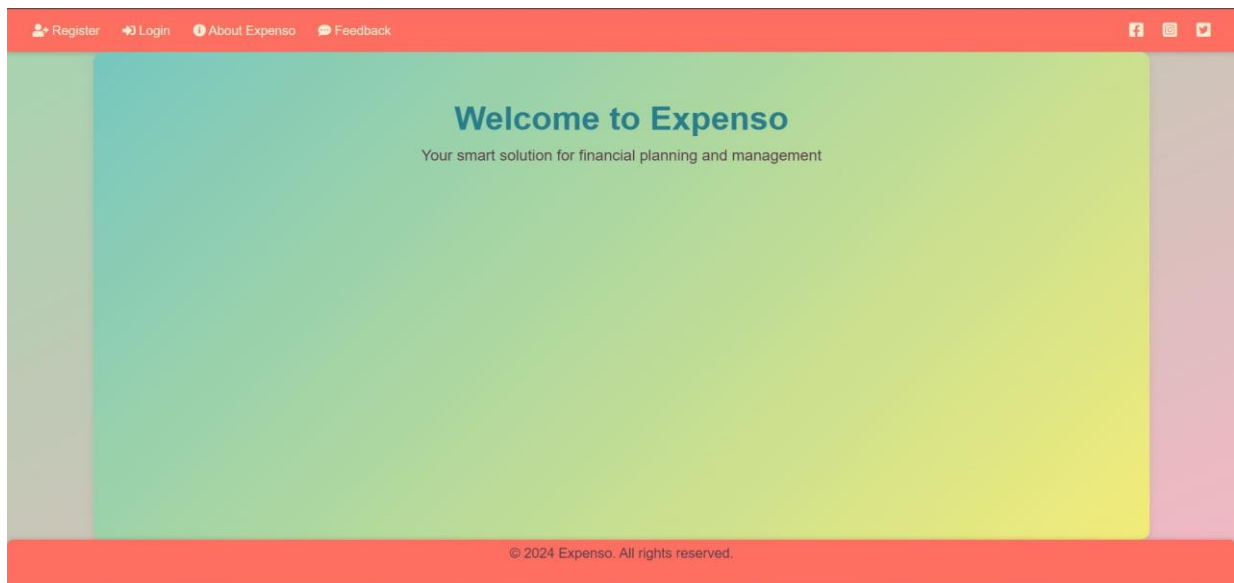 Register Login About Expenso Feedback
Welcome to Expenso
Your smart solution for financial planning and management
© 2024 Expenso. All rights reserved.